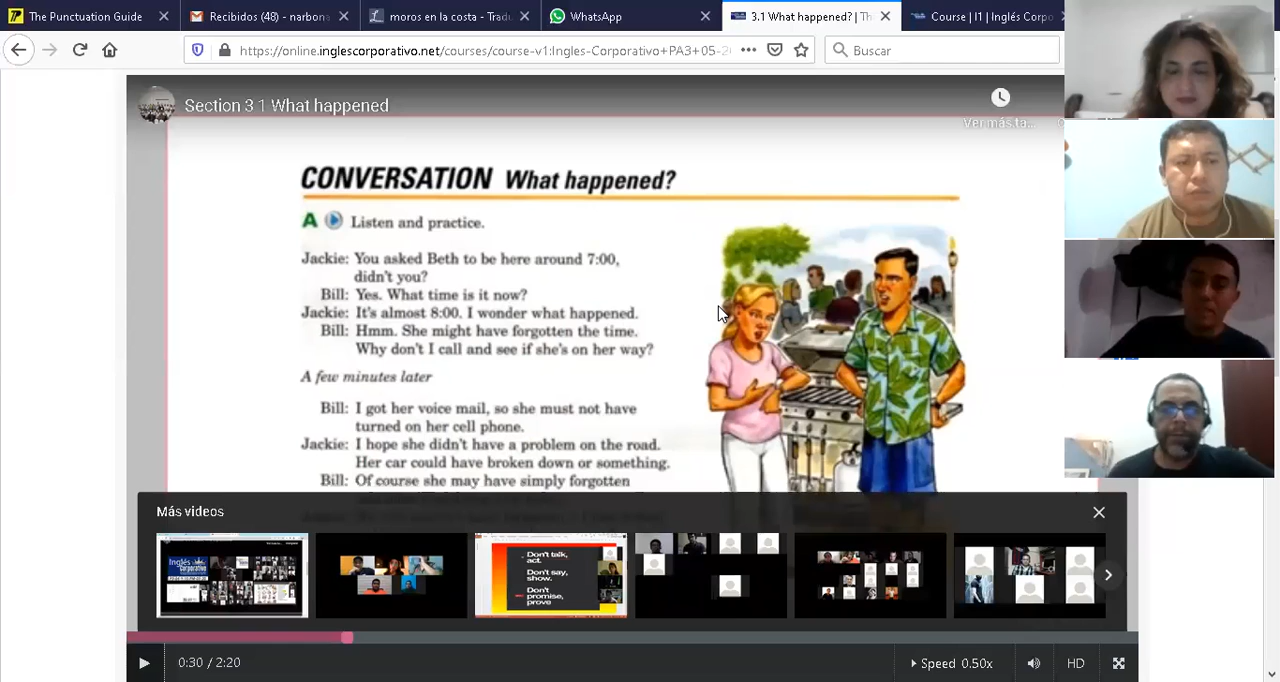 The Punctuation Guide
Recibidos (48) - narbon
moros en la costa - Tradu
WhatsApp
3.1 What happened? | Th
Course | I1 | Inglés Corpo
https://online.inglescorporativo.net/courses/course-v1:Ingles-Corporativo+PA3+05-2
Buscar
Section 3 1 What happened
Ver más ta...
CONVERSATION What happened?
A Listen and practice.
Jackie: You asked Beth to be here around 7:00,
didn't you?
Bill: Yes. What time is it now?
Jackie: It's almost 8:00. I wonder what happened.
Bill: Hmm. She might have forgotten the time.
Why don't I call and see if she's on her way?
A few minutes later
Bill: I got her voice mail, so she must not have
turned on her cell phone.
Jackie: I hope she didn't have a problem on the road.
Her car could have broken down or something.
Bill: Of course she may have simply forgotten
Más videos
Inglés
Corporativo
Don't talk,
act.
Don't say,
show.
Don't
promise,
prove
0:30 / 2:20
Speed 0.50x
HD